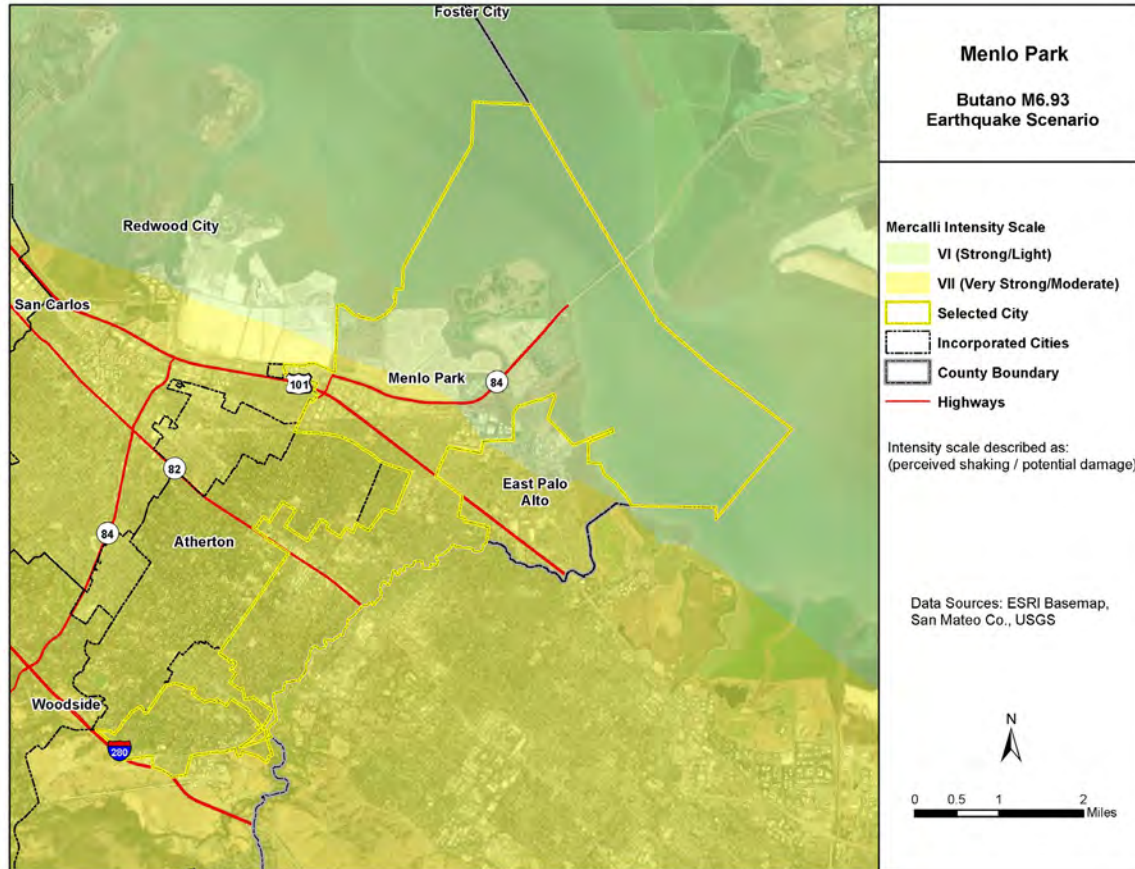 Foster City
Redwood City
San Carlos
101
Menlo Park
84
82
East Palo
Alto
84
Atherton
Woodside
280
Menlo Park
Butano M6.93
Earthquake Scenario
Mercalli Intensity Scale
VI (Strong/Light)
VII (Very Strong/Moderate)
Selected City
Incorporated Cities
County Boundary
Highways
Intensity scale described as:
(perceived shaking / potential damage)
Data Sources: ESRI Basemap,
San Mateo Co., USGS
N
0 0.5 1 2
Miles